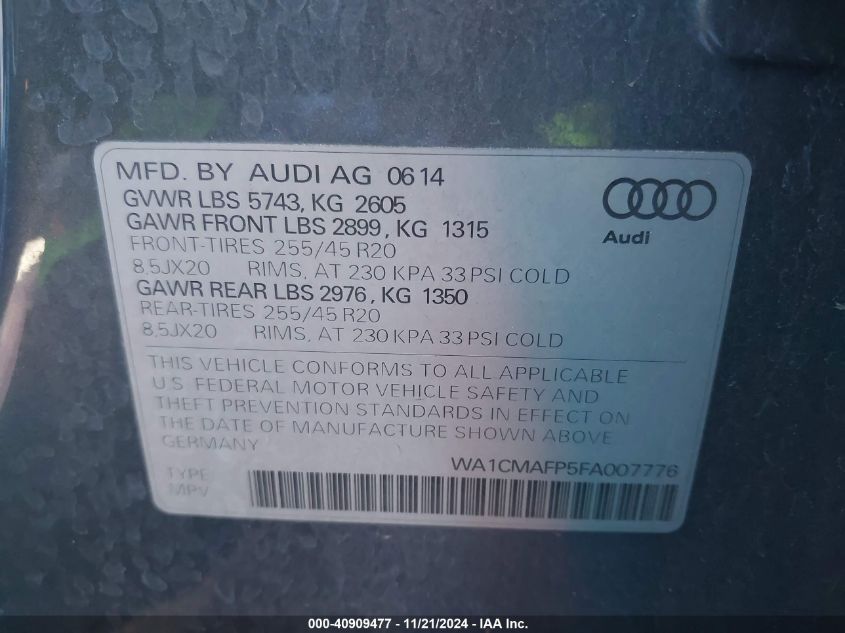 MFD. BY AUDI AG 06 14
GVWR LBS 5743, KG 2605
GAWR FRONT LBS 2899, KG 1315
FRONT-TIRES 255/45 R20
8,5JX20 RIMS, AT 230 KPA 33 PSI COLD
GAWR REAR LBS 2976, KG 1350
REAR-TIRES 255/45 R20
8,5JX20 RIMS, AT 230 KPA 33 PSI COLD
Audi
THIS VEHICLE CONFORMS TO ALL APPLICABLE
U.S. FEDERAL MOTOR VEHICLE SAFETY AND
THEFT PREVENTION STANDARDS IN EFFECT ON
THE DATE OF MANUFACTURE SHOWN ABOVE
GERMANY
WA1CMAFP5FA007776
TYPE
MPV
000-40909477 - 11/21/2024 - IAA Inc.